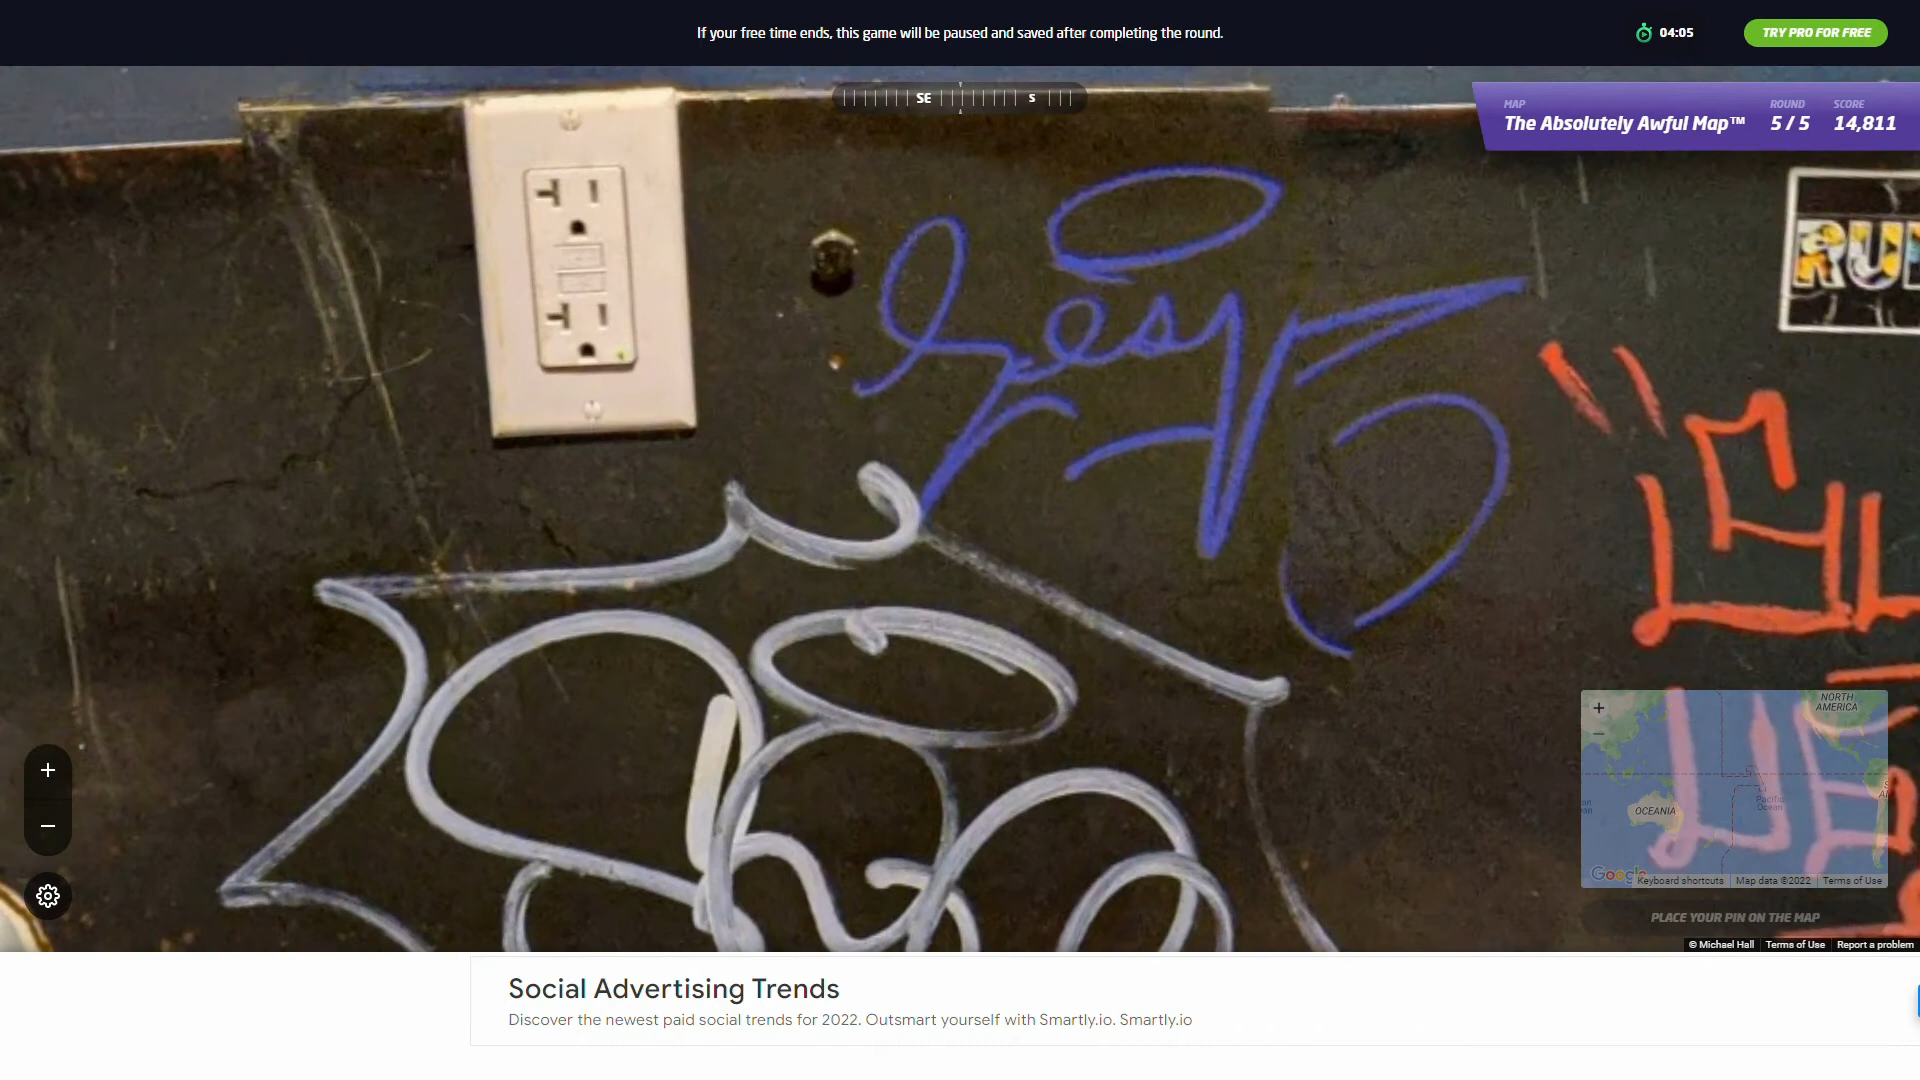 If your free time ends, this game will be paused and saved after completing the round.
04:05
TRY PRO FOR FREE
SE
S
MAP
The Absolutely Awful Map™
ROUND
5 / 5
SCORE
14,811
RU
+
−
NORTH
AMERICA
OCEANIA
Pacific
Ocean
Google
Keyboard shortcuts
Map data ©2022
Terms of Use
PLACE YOUR PIN ON THE MAP
© Michael Hall
Terms of Use
Report a problem
Social Advertising Trends
Discover the newest paid social trends for 2022. Outsmart yourself with Smartly.io. Smartly.io